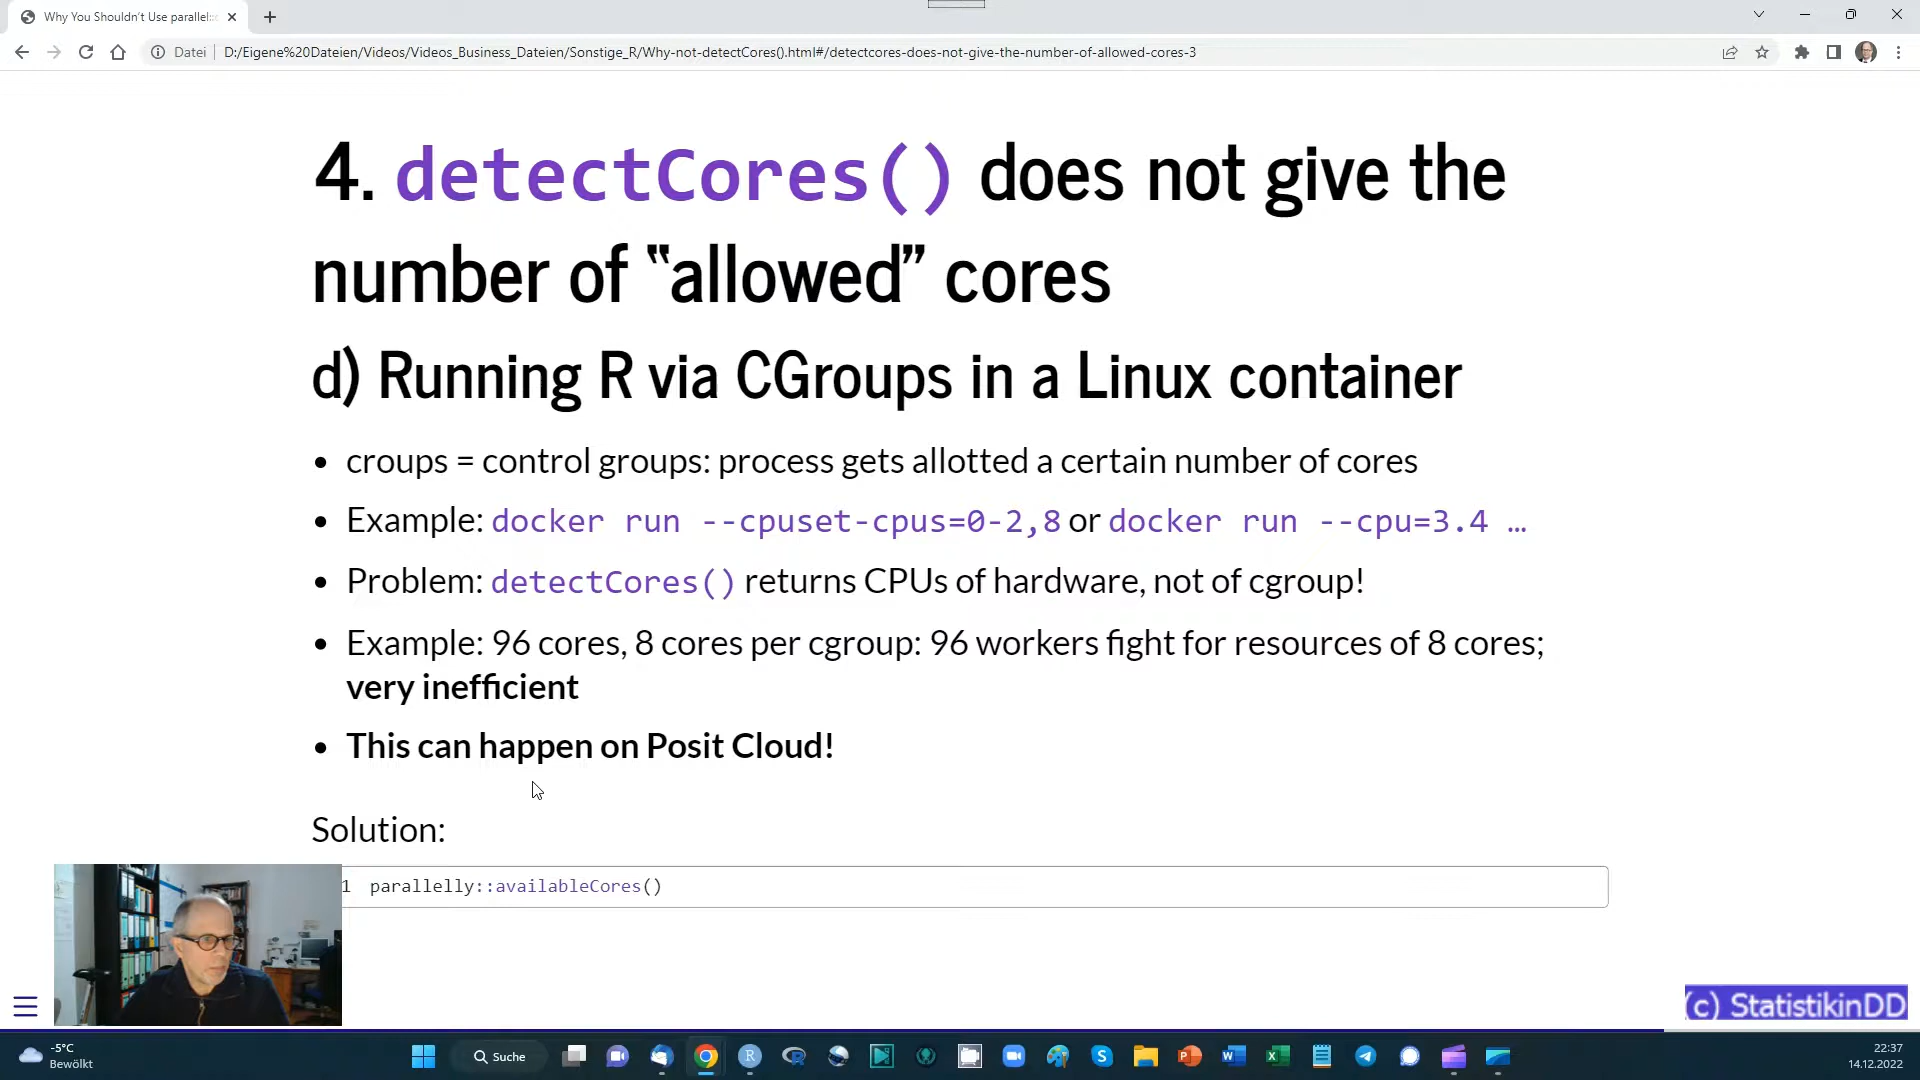 Why You Shouldn't Use parallel::
Datei
D:/Eigene%20Dateien/Videos/Videos_Business_Dateien/Sonstige_R/Why-not-detectCores().html#/detectcores-does-not-give-the-number-of-allowed-cores-3
4. detectCores() does not give the
number of “allowed” cores
d) Running R via CGroups in a Linux container
• croups = control groups: process gets allotted a certain number of cores
• Example: docker run --cpuset-cpus=0-2,8 or docker run --cpu=3.4 …
• Problem: detectCores() returns CPUs of hardware, not of cgroup!
• Example: 96 cores, 8 cores per cgroup: 96 workers fight for resources of 8 cores;
very inefficient
• This can happen on Posit Cloud!
Solution:
1 parallelly::availableCores()
(c) StatistikinDD
-5°C
Bewölkt
Suche
22:37
14.12.2022